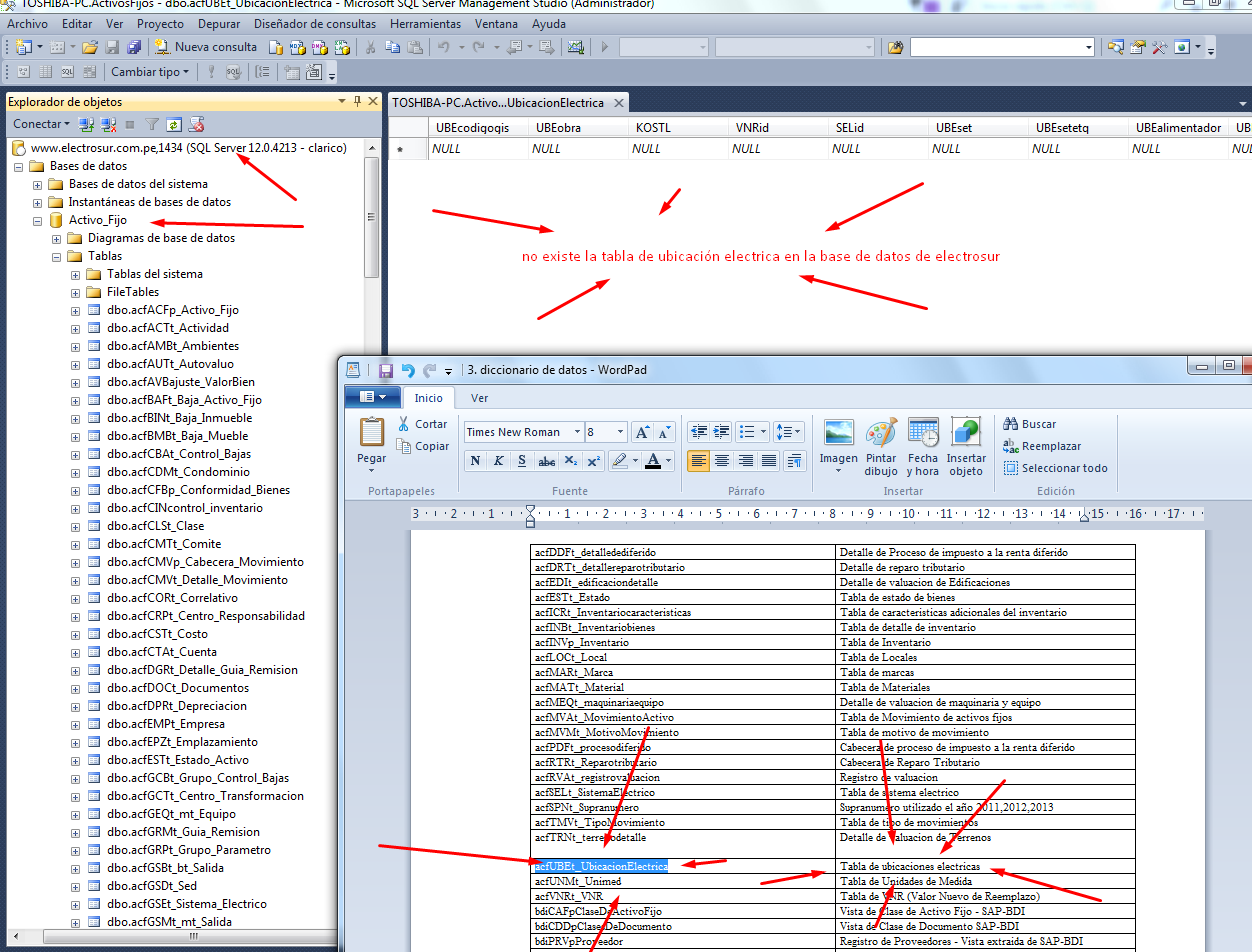 TOSHIBA-PC.ActivosFijos - dbo.acfUBEt_UbicacionElectrica - Microsoft SQL Server Management Studio (Administrador)
Archivo Editar Ver Proyecto Depurar Diseñador de consultas Herramientas Ventana Ayuda
Nueva consulta
Cambiar tipo
Explorador de objetos
Conectar
www.electrosur.com.pe,1434 (SQL Server 12.0.4213 - clarico)
Bases de datos
Bases de datos del sistema
Instantáneas de bases de datos
Activo_Fijo
Diagramas de base de datos
Tablas
Tablas del sistema
FileTables
dbo.acfACFp_Activo_Fijo
dbo.acfACTt_Actividad
dbo.acfAMBt_Ambientes
dbo.acfAUTt_Autovaluo
dbo.acfAVBajuste_ValorBien
dbo.acfBAFt_Baja_Activo_Fijo
dbo.acfBINt_Baja_Inmueble
dbo.acfBMBt_Baja_Mueble
dbo.acfCBAt_Control_Bajas
dbo.acfCDMt_Condominio
dbo.acfCFBp_Conformidad_Bienes
dbo.acfCINcontrol_inventario
dbo.acfCLSt_Clase
dbo.acfCMTt_Comite
dbo.acfCMVp_Cabecera_Movimiento
dbo.acfCMVt_Detalle_Movimiento
dbo.acfCORt_Correlativo
dbo.acfCRPt_Centro_Responsabilidad
dbo.acfCSTt_Costo
dbo.acfCTAt_Cuenta
dbo.acfDGRt_Detalle_Guia_Remision
dbo.acfDOCt_Documentos
dbo.acfDPRt_Depreciacion
dbo.acfEMPt_Empresa
dbo.acfEPZt_Emplazamiento
dbo.acfESTt_Estado_Activo
dbo.acfGCBt_Grupo_Control_Bajas
dbo.acfGCTt_Centro_Transformacion
dbo.acfGEQt_mt_Equipo
dbo.acfGRMt_Guia_Remision
dbo.acfGRPt_Grupo_Parametro
dbo.acfGSBt_bt_Salida
dbo.acfGSDt_Sed
dbo.acfGSEt_Sistema_Electrico
dbo.acfGSMt_mt_Salida
TOSHIBA-PC.Activo...UbicacionElectrica
UBEcodigogis UBEobra KOSTL VNRid SELid UBEset UBEsetetq UBEalimentador
NULL NULL NULL NULL NULL NULL NULL NULL
no existe la tabla de ubicación electrica en la base de datos de electrosur
3. diccionario de datos - WordPad
Inicio Ver
Pegar Cortar Copiar
Portapapeles
Times New Roman 8
N K S abc X₂ X²
Fuente
Párrafo
Imagen Pintar dibujo Fecha y hora Insertar objeto
Insertar
Buscar
Reemplazar
Seleccionar todo
Edición
3 2 1 1 2 3 4 5 6 7 8 9 10 11 12 13 14 15 16 17
acfDDFt_detalledediferido Detalle de Proceso de impuesto a la renta diferido
acfDRTt_detallereparotributario Detalle de reparo tributario
acfEDIt_edificaciondetalle Detalle de valuacion de Edificaciones
acfESTt_Estado Tabla de estado de bienes
acfICRt_Inventariocaracteristicas Tabla de caracteristicas adicionales del inventario
acfINBt_Inventariobienes Tabla de detalle de inventario
acfINVp_Inventario Tabla de Inventario
acfLOCt_Local Tabla de Locales
acfMARt_Marca Tabla de marcas
acfMATt_Material Tabla de Materiales
acfMEQt_maquinariaequipo Detalle de valuacion de maquinaria y equipo
acfMVAt_MovimientoActivo Tabla de Movimiento de activos fijos
acfMVMt_MotivoMovimiento Tabla de motivo de movimiento
acfPDFt_procesodiferiso Cabecera de proceso de impuesto a la renta diferido
acfRTRt_Reparotributario Cabecera de Reparo Tributario
acfRVAt_registrovaluacion Registro de valuacion
acfSELt_SistemaElectrico Tabla de sistema electrico
acfSPNt_Supranumero Supranumero utilizado el año 2011,2012,2013
acfTMVt_TipoMovimiento Tabla de tipo de movimientos
acfTRNt_terrenodetalle Detalle de valuacion de Terrenos
acfUBEt_UbicacionElectrica Tabla de ubicaciones electricas
acfUNMt_Unimed Tabla de Unidades de Medida
acfVNRt_VNR Tabla de VNR (Valor Nuevo de Reemplazo)
bdiCAFpClaseDeActivoFijo Vista de Clase de Activo Fijo - SAP-BDI
bdiCDDpClaseDeDocumento Vista de Clase de Documento SAP-BDI
bdiPRVpProveedor Registro de Proveedores - Vista extraida de SAP-BDI